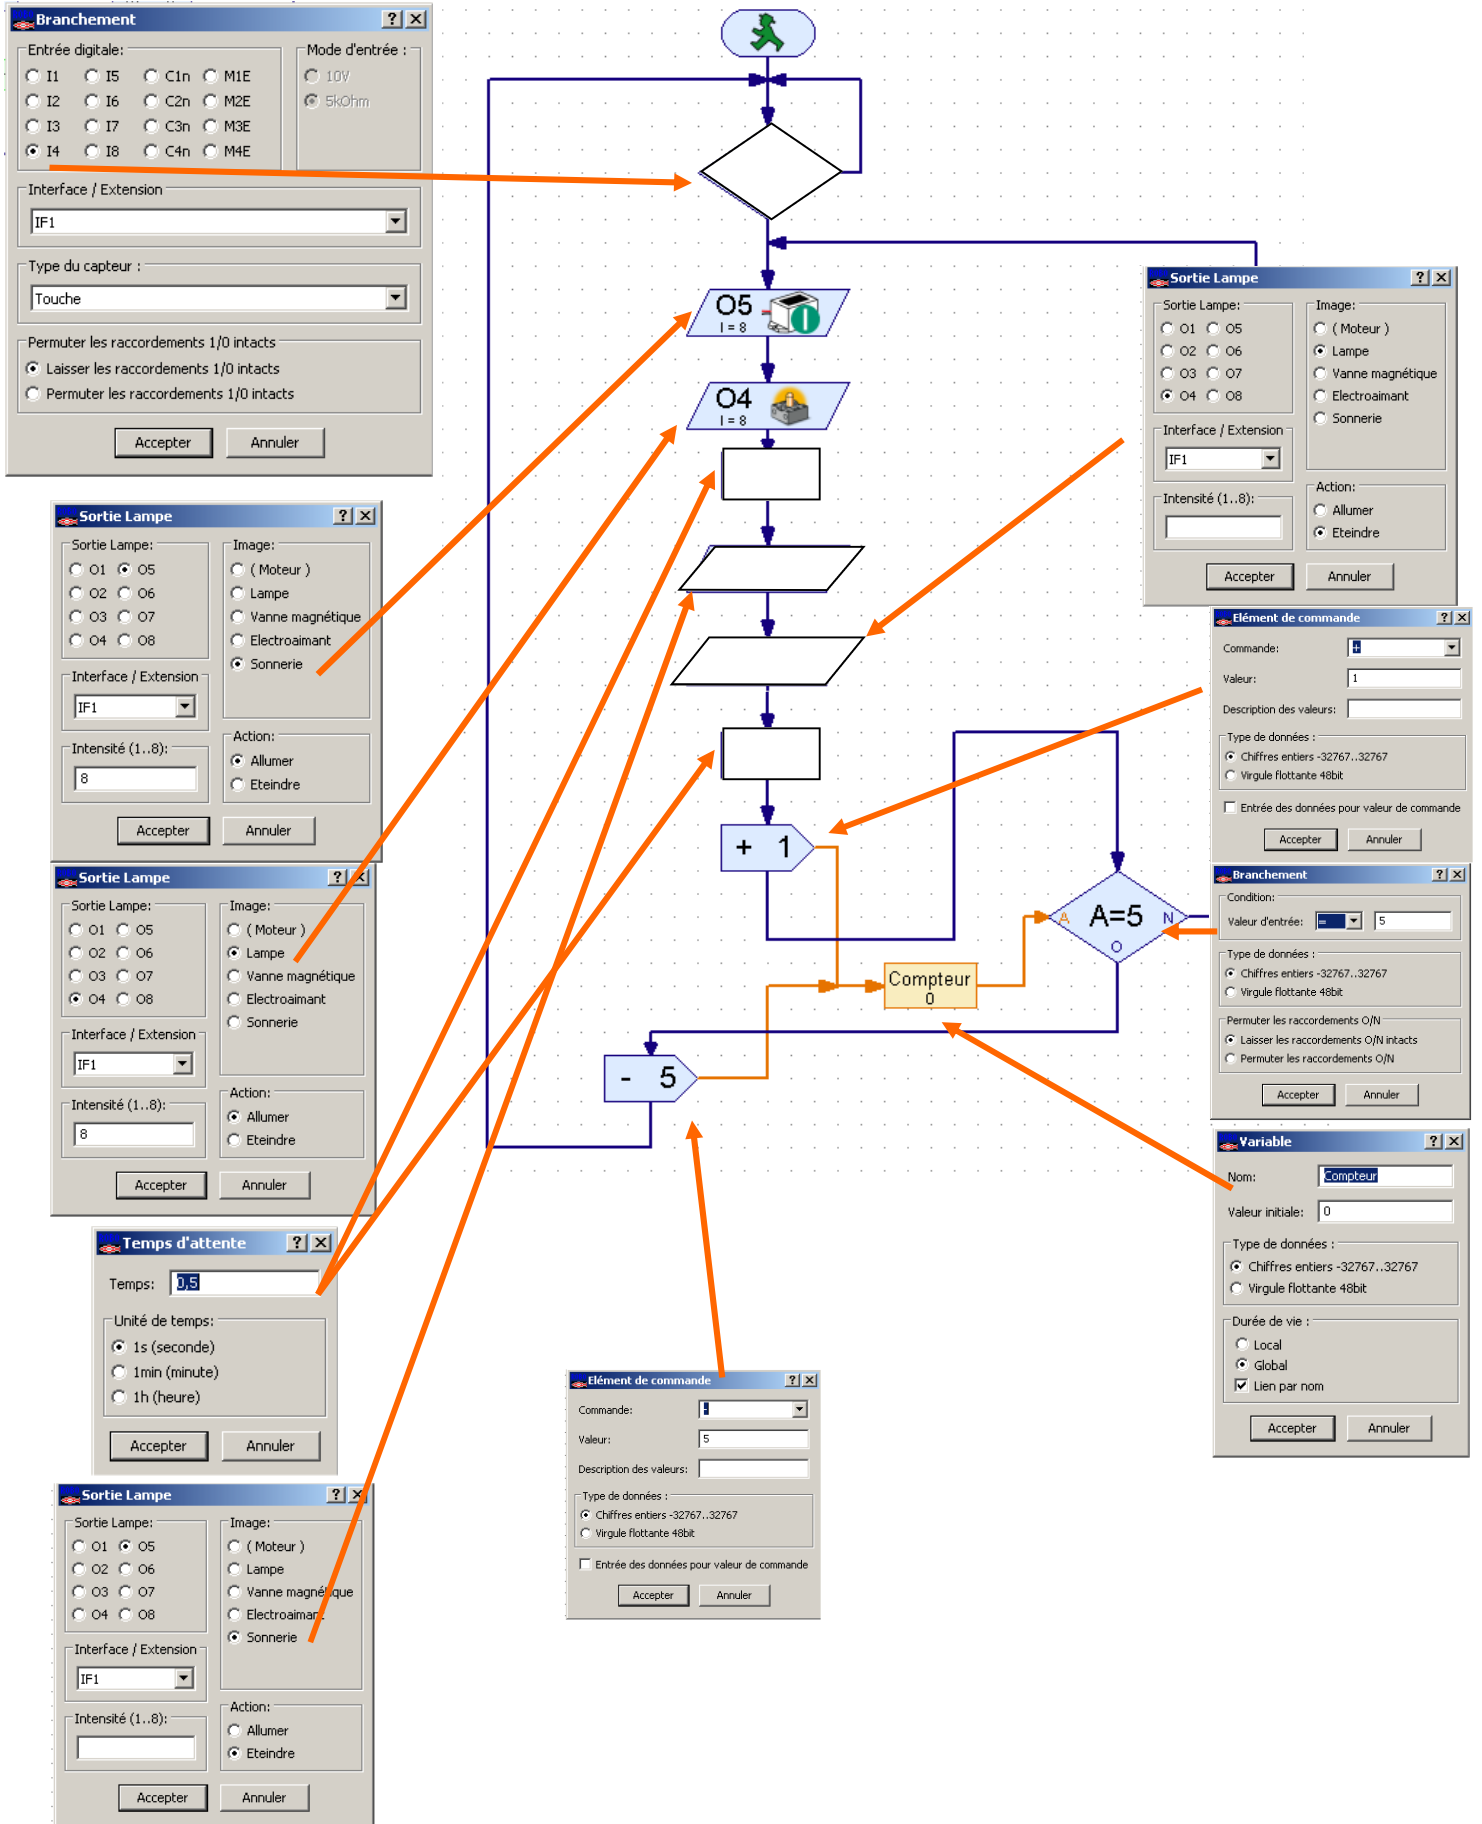 Branchement
Entrée digitale:
I1 I5 C1n M1E
I2 I6 C2n M2E
I3 I7 C3n M3E
I4 I8 C4n M4E
Mode d'entrée :
10V
5kOhm
Interface / Extension
IF1
Type du capteur :
Touche
Permuter les raccordements 1/0 intacts
Laisser les raccordements 1/0 intacts
Permuter les raccordements 1/0 intacts
Accepter Annuler
O5
I = 8
O4
I = 8
+ 1
A=5
A
N
O
Compteur
0
- 5
Sortie Lampe
Sortie Lampe:
O1 O5
O2 O6
O3 O7
O4 O8
Image:
( Moteur )
Lampe
Vanne magnétique
Electroaimant
Sonnerie
Interface / Extension
IF1
Intensité (1..8):
Action:
Allumer
Eteindre
Accepter Annuler
Sortie Lampe
Sortie Lampe:
O1 O5
O2 O6
O3 O7
O4 O8
Image:
( Moteur )
Lampe
Vanne magnétique
Electroaimant
Sonnerie
Interface / Extension
IF1
Intensité (1..8):
8
Action:
Allumer
Eteindre
Accepter Annuler
Elément de commande
Commande: +
Valeur: 1
Description des valeurs:
Type de données :
Chiffres entiers -32767..32767
Virgule flottante 48bit
Entrée des données pour valeur de commande
Accepter Annuler
Sortie Lampe
Sortie Lampe:
O1 O5
O2 O6
O3 O7
O4 O8
Image:
( Moteur )
Lampe
Vanne magnétique
Electroaimant
Sonnerie
Interface / Extension
IF1
Intensité (1..8):
8
Action:
Allumer
Eteindre
Accepter Annuler
Branchement
Condition:
Valeur d'entrée: = 5
Type de données :
Chiffres entiers -32767..32767
Virgule flottante 48bit
Permuter les raccordements O/N
Laisser les raccordements O/N intacts
Permuter les raccordements O/N
Accepter Annuler
Variable
Nom: Compteur
Valeur initiale: 0
Type de données :
Chiffres entiers -32767..32767
Virgule flottante 48bit
Durée de vie :
Local
Global
Lien par nom
Accepter Annuler
Temps d'attente
Temps: 0,5
Unité de temps:
1s (seconde)
1min (minute)
1h (heure)
Accepter Annuler
Elément de commande
Commande: -
Valeur: 5
Description des valeurs:
Type de données :
Chiffres entiers -32767..32767
Virgule flottante 48bit
Entrée des données pour valeur de commande
Accepter Annuler
Sortie Lampe
Sortie Lampe:
O1 O5
O2 O6
O3 O7
O4 O8
Image:
( Moteur )
Lampe
Vanne magnétique
Electroaimant
Sonnerie
Interface / Extension
IF1
Intensité (1..8):
Action:
Allumer
Eteindre
Accepter Annuler